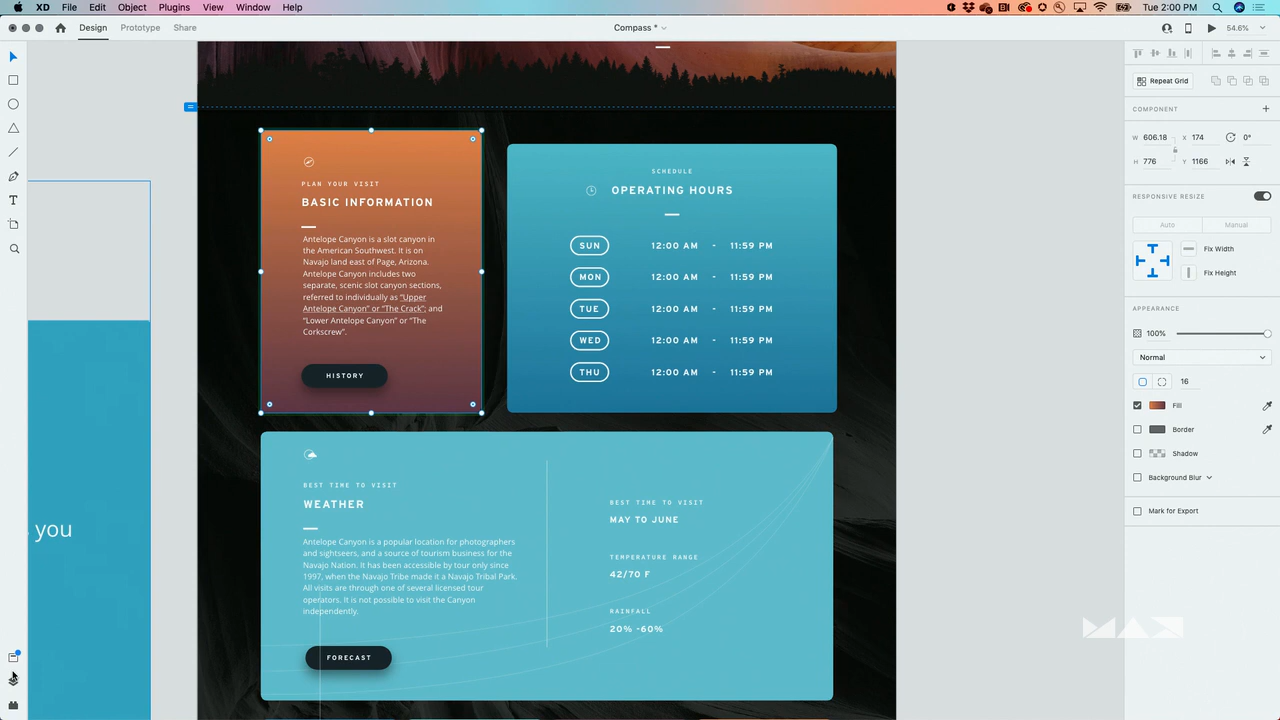 XD File Edit Object Plugins View Window Help
Tue 2:00 PM
Design Prototype Share
Compass *
54.6%
Repeat Grid
COMPONENT
W 606.18 X 174 0°
H 776 Y 1166
RESPONSIVE RESIZE
Auto Manual
Fix Width
Fix Height
APPEARANCE
100%
Normal
16
Fill
Border
Shadow
Background Blur
Mark for Export
PLAN YOUR VISIT
BASIC INFORMATION
Antelope Canyon is a slot canyon in
the American Southwest. It is on
Navajo land east of Page, Arizona.
Antelope Canyon includes two
separate, scenic slot canyon sections,
referred to individually as “Upper
Antelope Canyon” or “The Crack”; and
“Lower Antelope Canyon” or “The
Corkscrew”.
HISTORY
SCHEDULE
OPERATING HOURS
SUN 12:00 AM - 11:59 PM
MON 12:00 AM - 11:59 PM
TUE 12:00 AM - 11:59 PM
WED 12:00 AM - 11:59 PM
THU 12:00 AM - 11:59 PM
BEST TIME TO VISIT
WEATHER
Antelope Canyon is a popular location for photographers
and sightseers, and a source of tourism business for the
Navajo Nation. It has been accessible by tour only since
1997, when the Navajo Tribe made it a Navajo Tribal Park.
All visits are through one of several licensed tour
operators. It is not possible to visit the Canyon
independently.
FORECAST
BEST TIME TO VISIT
MAY TO JUNE
TEMPERATURE RANGE
42/70 F
RAINFALL
20% -60%
you
MAX